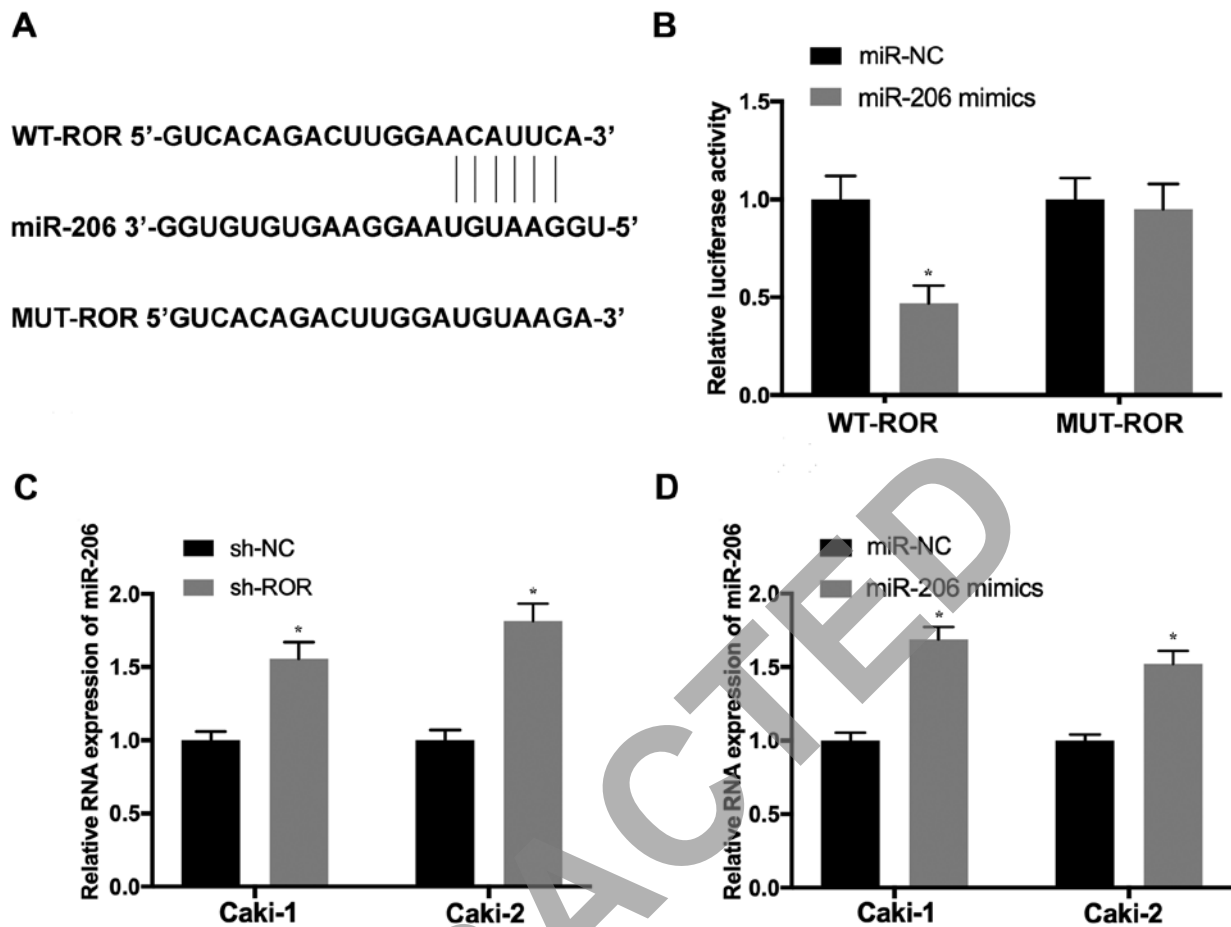 A
WT-ROR 5’-GUCACAGACUUGGAACAUUCA-3’
miR-206 3’-GGUGUGUGAAGGAAUGUAAGGU-5’
MUT-ROR 5’GUCACAGACUUGGAUGUAAGA-3’
B
miR-NC
miR-206 mimics
Relative luciferase activity
1.5
1.0
0.5
0.0
WT-ROR
MUT-ROR
*
C
sh-NC
sh-ROR
Relative RNA expression of miR-206
2.0
1.5
1.0
0.5
0.0
Caki-1
Caki-2
*
*
D
miR-NC
miR-206 mimics
Relative RNA expression of miR-206
2.0
1.5
1.0
0.5
0.0
Caki-1
Caki-2
*
*
ACTED